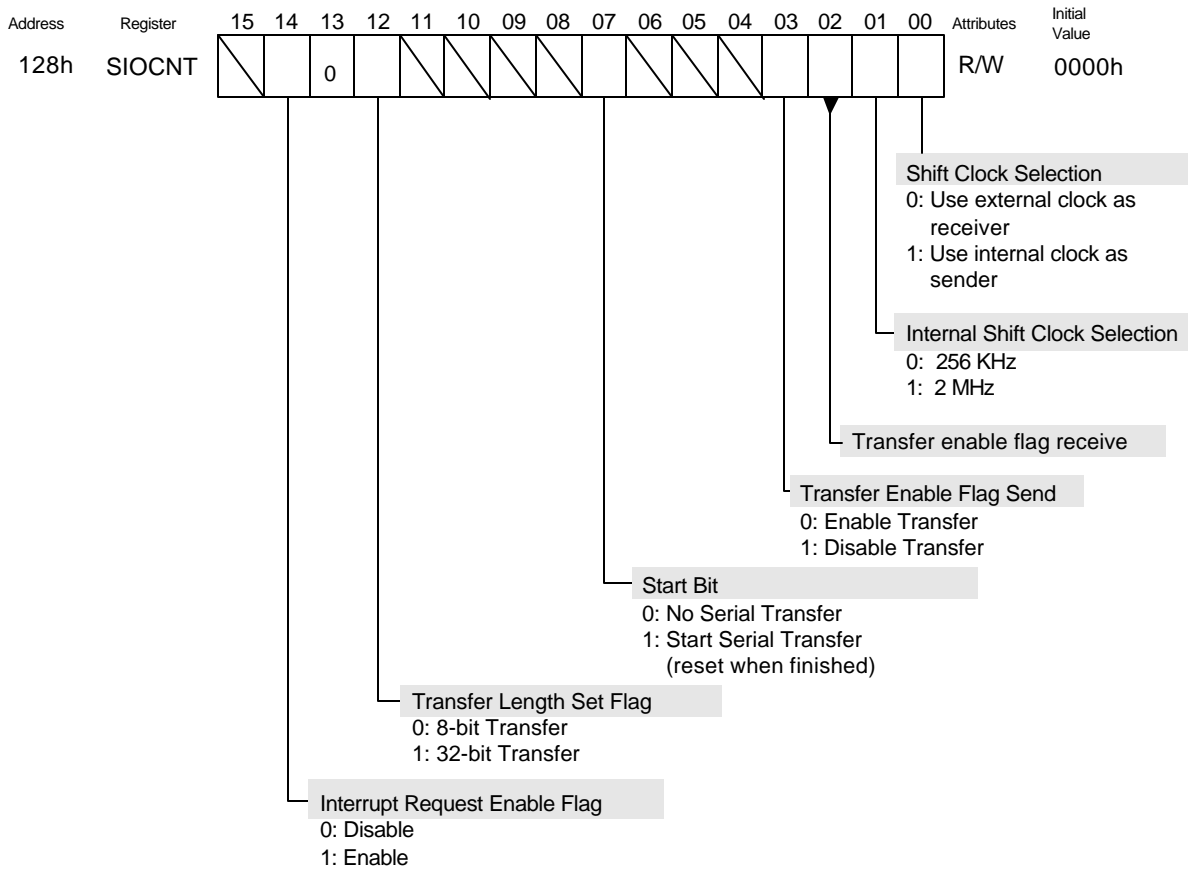 Address Register 15 14 13 12 11 10 09 08 07 06 05 04 03 02 01 00 Attributes Initial
Value
128h SIOCNT 0 R/W 0000h
Shift Clock Selection
0: Use external clock as
receiver
1: Use internal clock as
sender
Internal Shift Clock Selection
0: 256 KHz
1: 2 MHz
Transfer enable flag receive
Transfer Enable Flag Send
0: Enable Transfer
1: Disable Transfer
Start Bit
0: No Serial Transfer
1: Start Serial Transfer
(reset when finished)
Transfer Length Set Flag
0: 8-bit Transfer
1: 32-bit Transfer
Interrupt Request Enable Flag
0: Disable
1: Enable